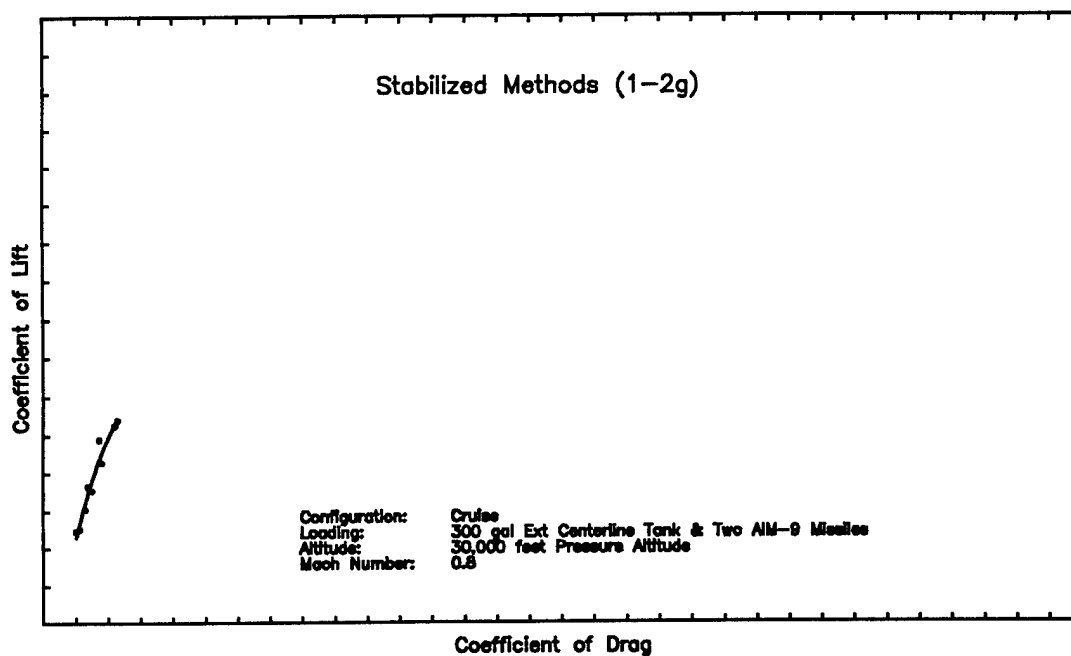 Stabilized Methods (1-2g)
Coefficient of Lift
Configuration: Cruise
Loading: 300 gal Ext Centerline Tank & Two AIM-9 Missiles
Altitude: 30,000 feet Pressure Altitude
Mach Number: 0.8
Coefficient of Drag